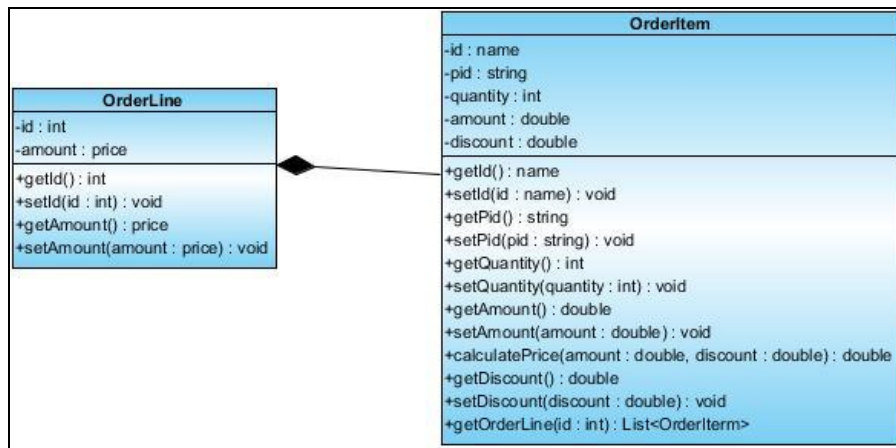 OrderLine
-id : int
-amount : price
+getId() : int
+setId(id : int) : void
+getAmount() : price
+setAmount(amount : price) : void
OrderItem
-id : name
-pid : string
-quantity : int
-amount : double
-discount : double
+getId() : name
+setId(id : name) : void
+getPid() : string
+setPid(pid : string) : void
+getQuantity() : int
+setQuantity(quantity : int) : void
+getAmount() : double
+setAmount(amount : double) : void
+calculatePrice(amount : double, discount : double) : double
+getDiscount() : double
+setDiscount(discount : double) : void
+getOrderLine(id : int) : List<OrderIterm>